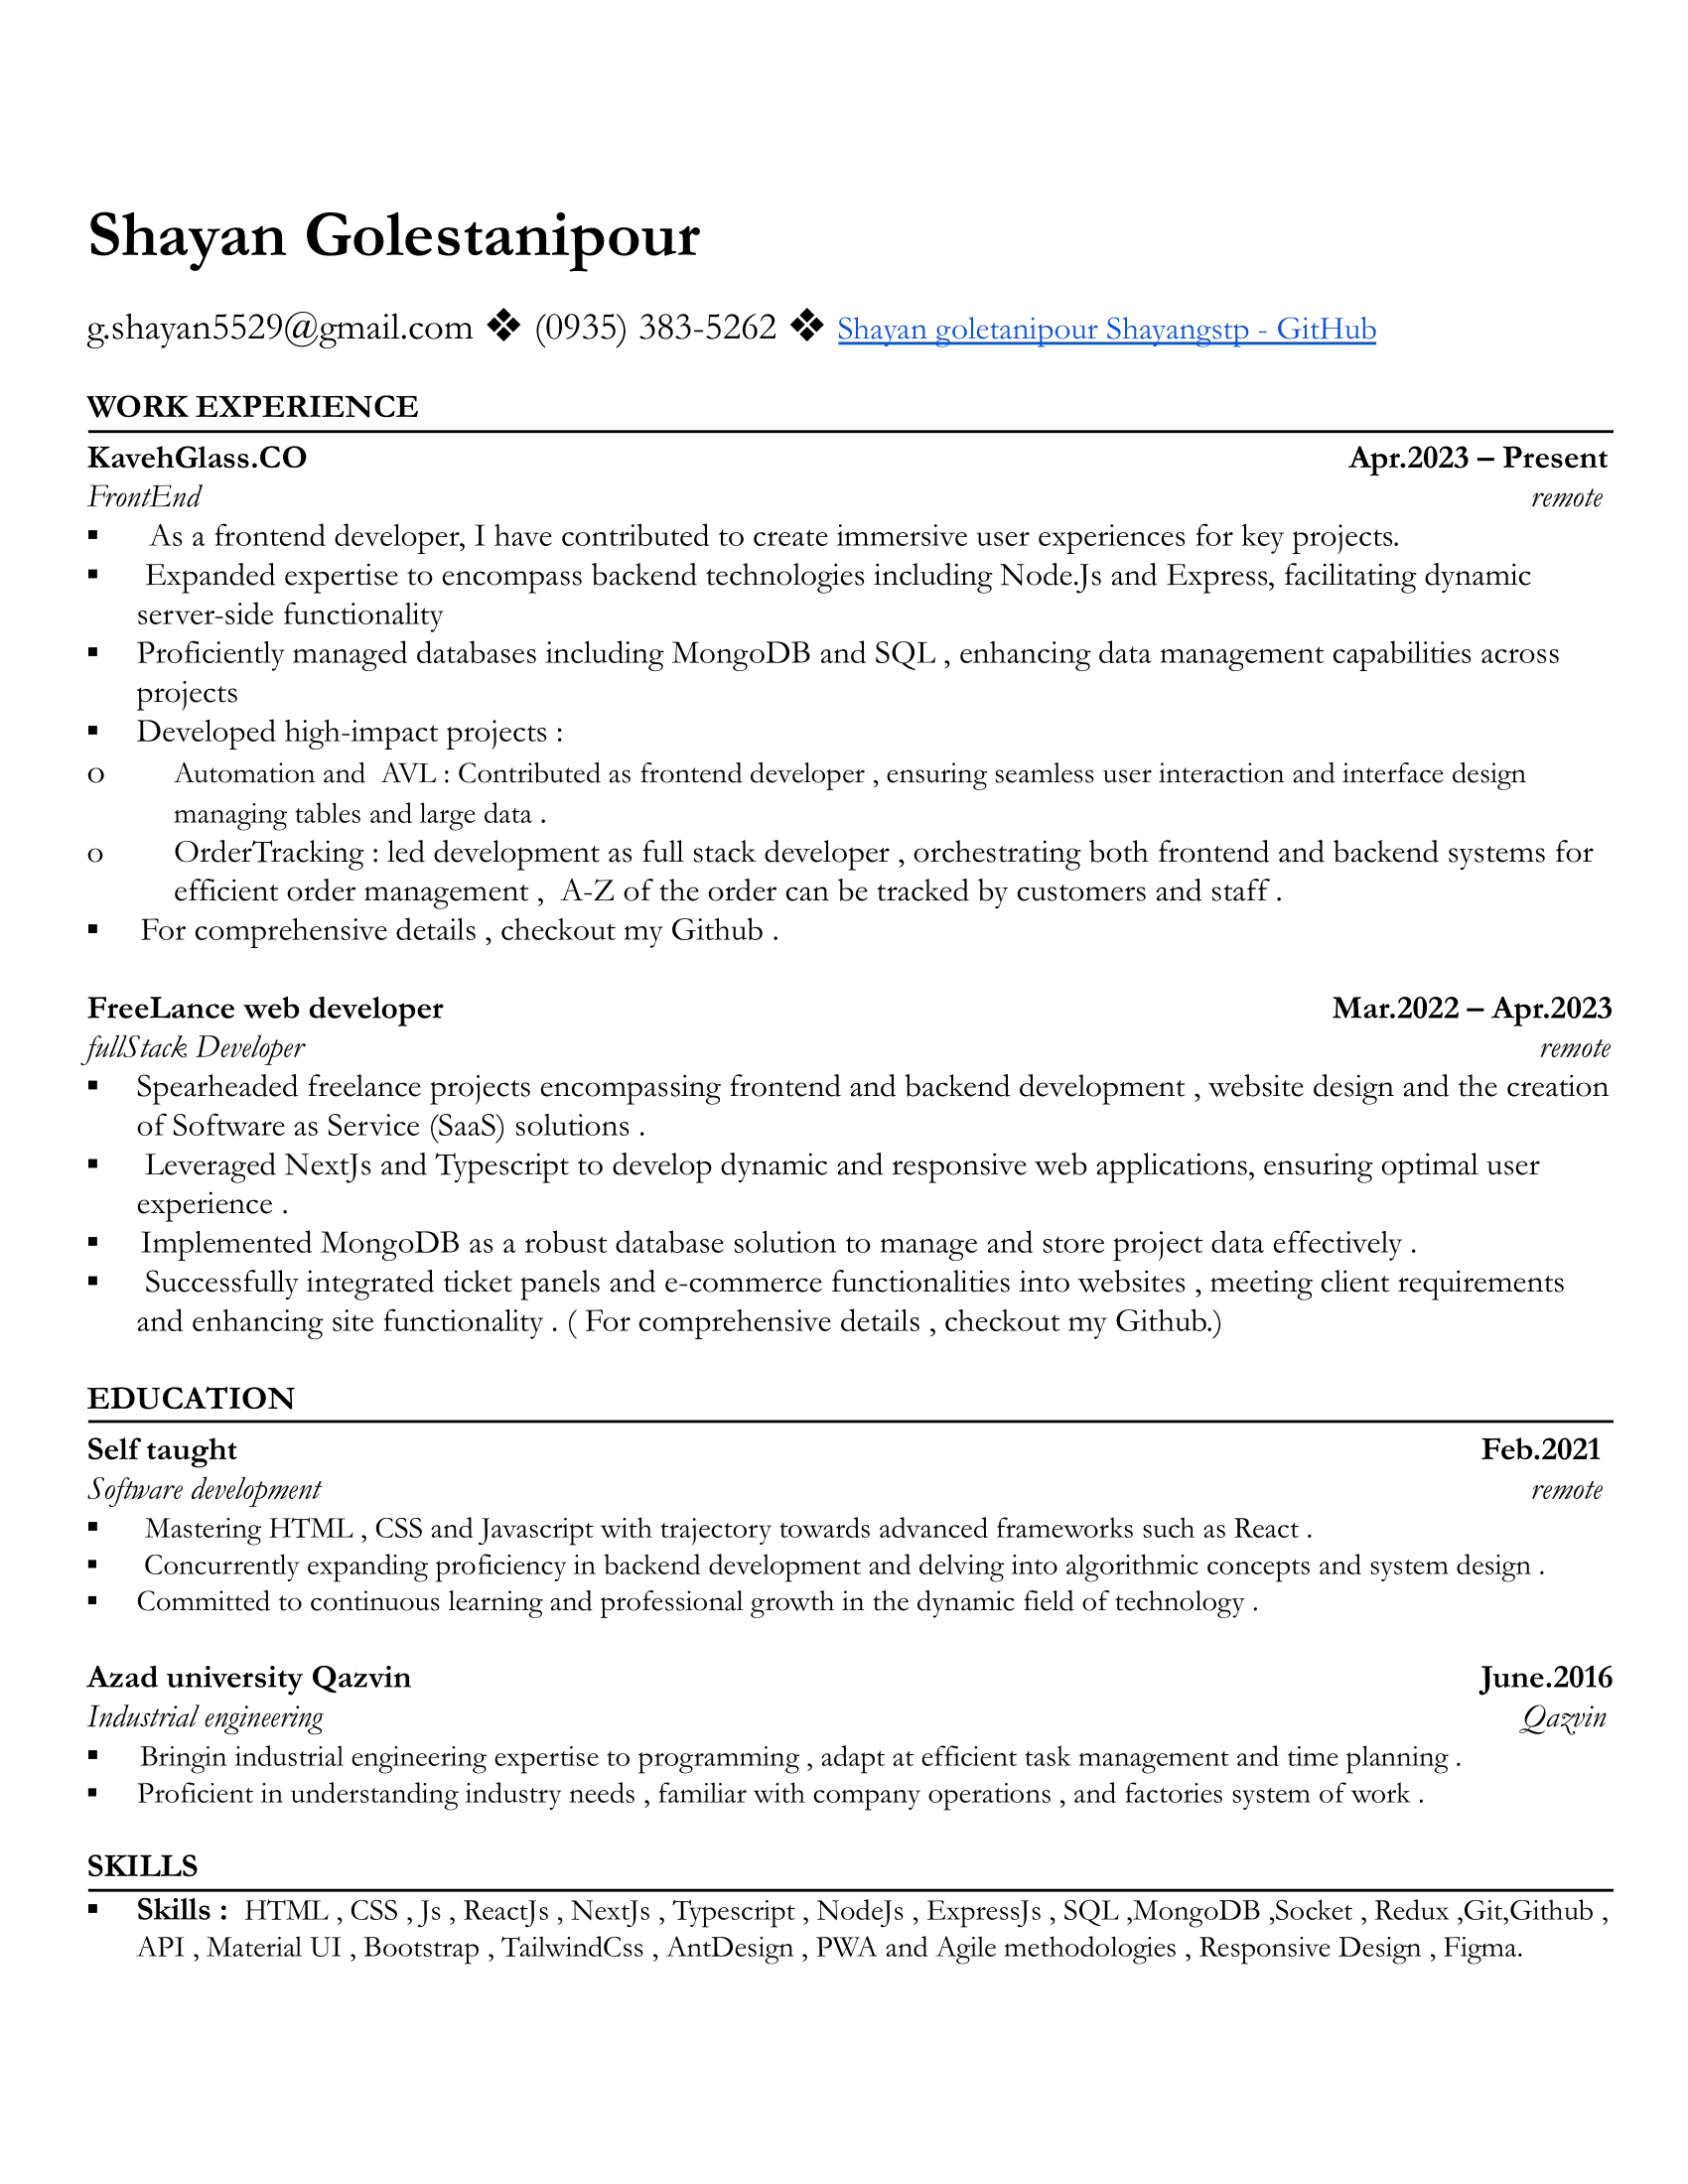 Shayan Golestanipour
g.shayan5529@gmail.com ❖ (0935) 383-5262 ❖ Shayan goletanipour Shayangstp - GitHub
WORK EXPERIENCE
KavehGlass.CO Apr.2023 – Present
FrontEnd remote
▪ As a frontend developer, I have contributed to create immersive user experiences for key projects.
▪ Expanded expertise to encompass backend technologies including Node.Js and Express, facilitating dynamic
server-side functionality
▪ Proficiently managed databases including MongoDB and SQL , enhancing data management capabilities across
projects
▪ Developed high-impact projects :
o Automation and AVL : Contributed as frontend developer , ensuring seamless user interaction and interface design
managing tables and large data .
o OrderTracking : led development as full stack developer , orchestrating both frontend and backend systems for
efficient order management , A-Z of the order can be tracked by customers and staff .
▪ For comprehensive details , checkout my Github .
FreeLance web developer Mar.2022 – Apr.2023
fullStack Developer remote
▪ Spearheaded freelance projects encompassing frontend and backend development , website design and the creation
of Software as Service (SaaS) solutions .
▪ Leveraged NextJs and Typescript to develop dynamic and responsive web applications, ensuring optimal user
experience .
▪ Implemented MongoDB as a robust database solution to manage and store project data effectively .
▪ Successfully integrated ticket panels and e-commerce functionalities into websites , meeting client requirements
and enhancing site functionality . ( For comprehensive details , checkout my Github.)
EDUCATION
Self taught Feb.2021
Software development remote
▪ Mastering HTML , CSS and Javascript with trajectory towards advanced frameworks such as React .
▪ Concurrently expanding proficiency in backend development and delving into algorithmic concepts and system design .
▪ Committed to continuous learning and professional growth in the dynamic field of technology .
Azad university Qazvin June.2016
Industrial engineering Qazvin
▪ Bringin industrial engineering expertise to programming , adapt at efficient task management and time planning .
▪ Proficient in understanding industry needs , familiar with company operations , and factories system of work .
SKILLS
▪ Skills : HTML , CSS , Js , ReactJs , NextJs , Typescript , NodeJs , ExpressJs , SQL ,MongoDB ,Socket , Redux ,Git,Github ,
API , Material UI , Bootstrap , TailwindCss , AntDesign , PWA and Agile methodologies , Responsive Design , Figma.